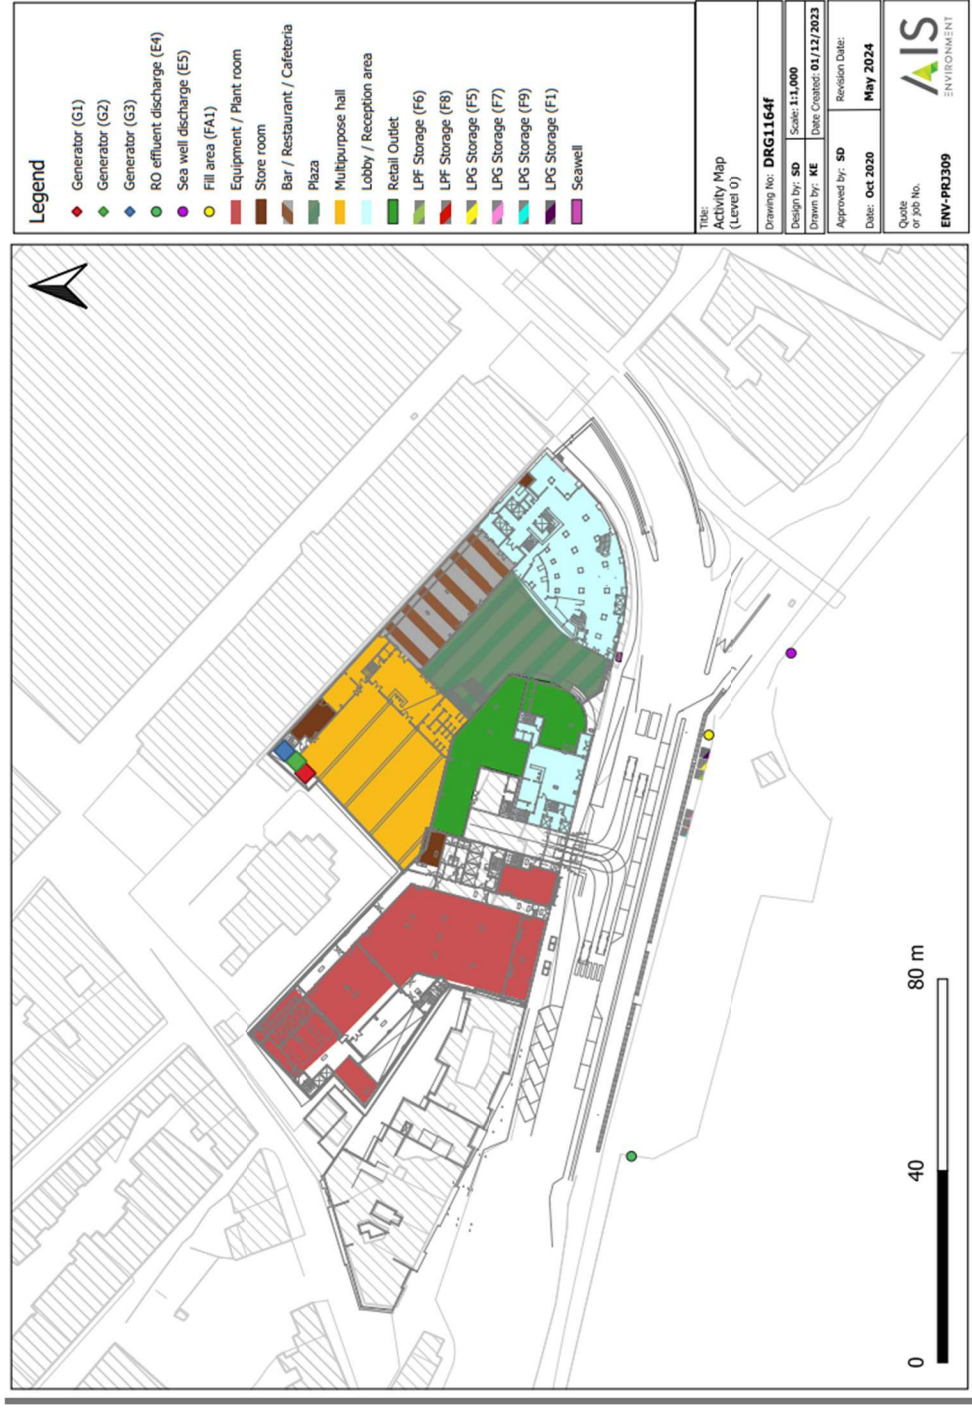 Legend
Generator (G1)
Generator (G2)
Generator (G3)
RO effluent discharge (E4)
Sea well discharge (E5)
Fill area (FA1)
Equipment / Plant room
Store room
Bar / Restaurant / Cafeteria
Plaza
Multipurpose hall
Lobby / Reception area
Retail Outlet
LPF Storage (F6)
LPF Storage (F8)
LPG Storage (F5)
LPG Storage (F7)
LPG Storage (F9)
LPG Storage (F1)
Seawell
Title:
Activity Map
(Level 0)
Drawing No: DRG1164f
Design by: SD
Scale: 1:1,000
Drawn by: KE
Date Created: 01/12/2023
Approved by: SD
Revision Date:
Date: Oct 2020
May 2024
Quote
or Job No.
ENV-PRJ309
AIS
ENVIRONMENT
0
40
80 m